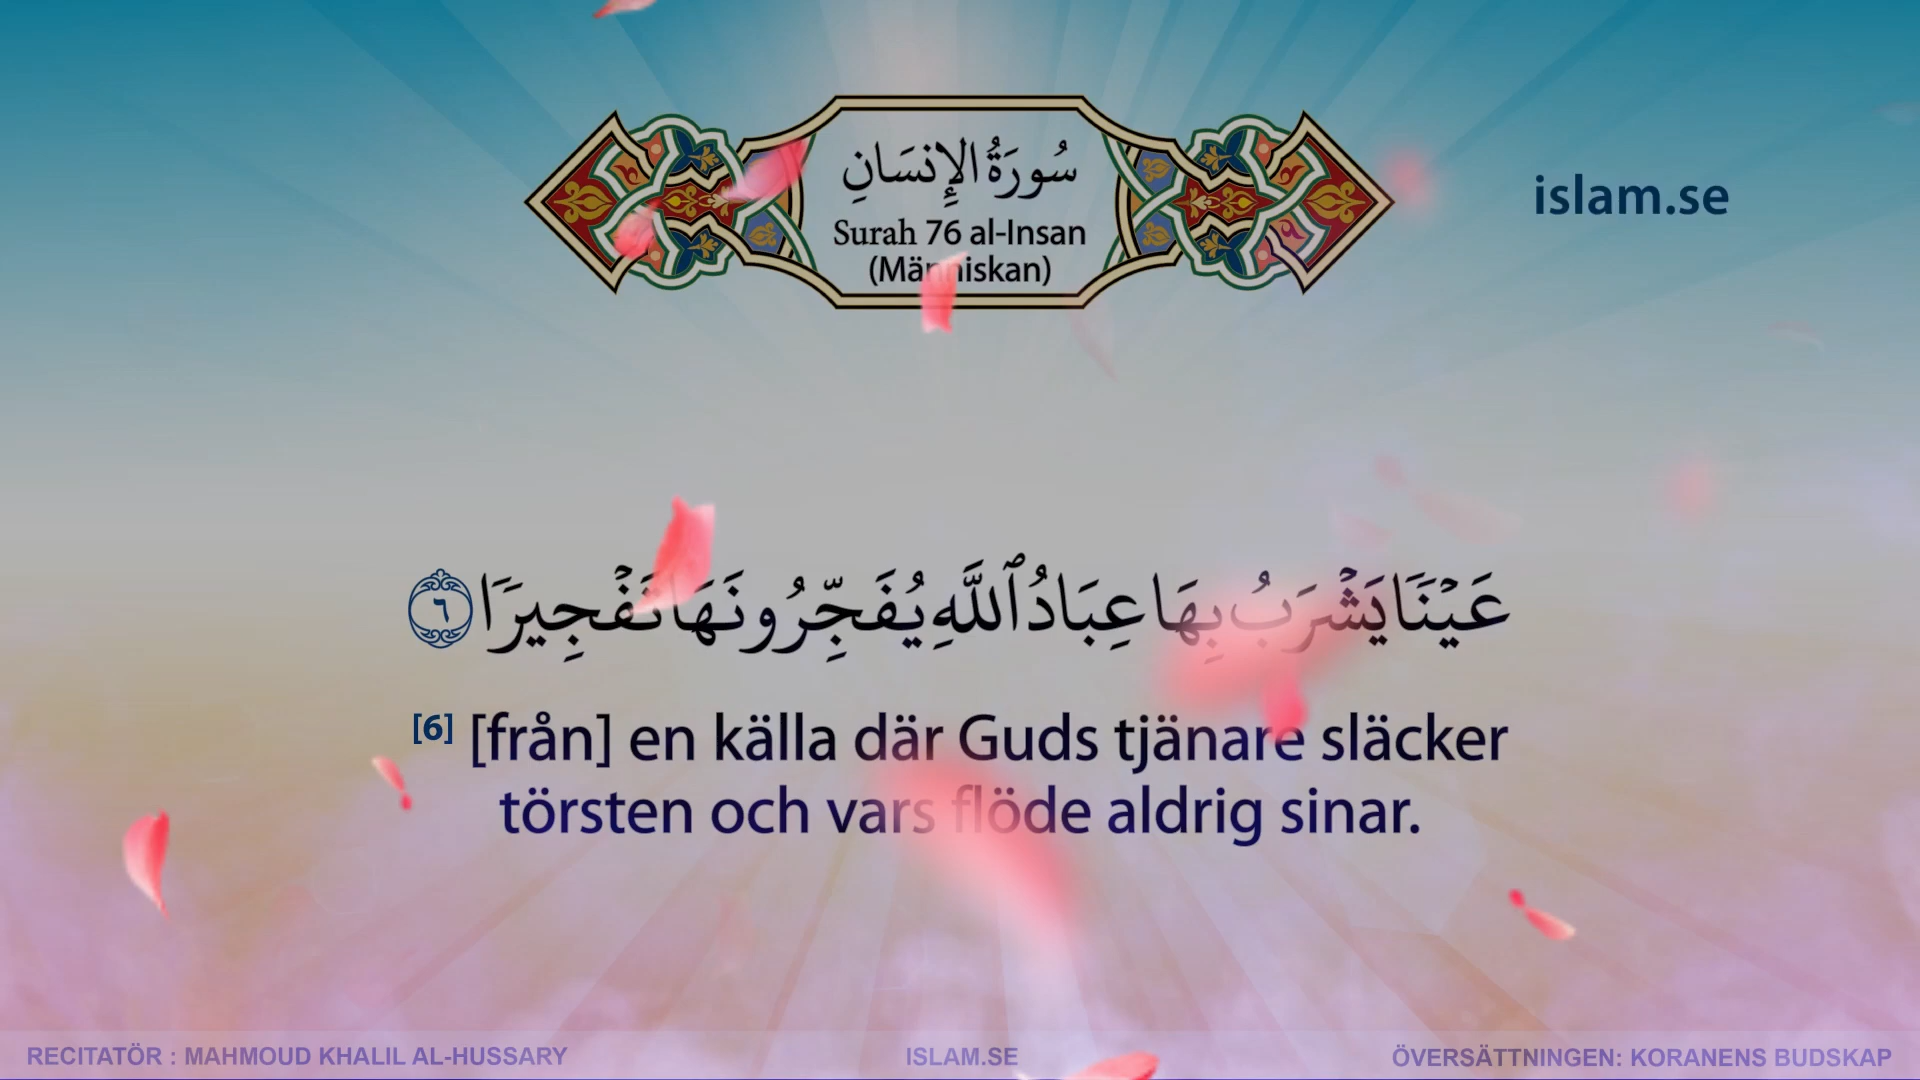 سُورَةُ الإِنسَانِ
Surah 76 al-Insan
(Människan)
islam.se
عَيْنًا يَشْرَبُ بِهَا عِبَادُ ٱللَّهِ يُفَجِّرُونَهَا تَفْجِيرًا ٦
[6] [från] en källa där Guds tjänare släcker
törsten och vars flöde aldrig sinar.
RECITATÖR : MAHMOUD KHALIL AL-HUSSARY
ISLAM.SE
ÖVERSÄTTNINGEN: KORANENS BUDSKAP